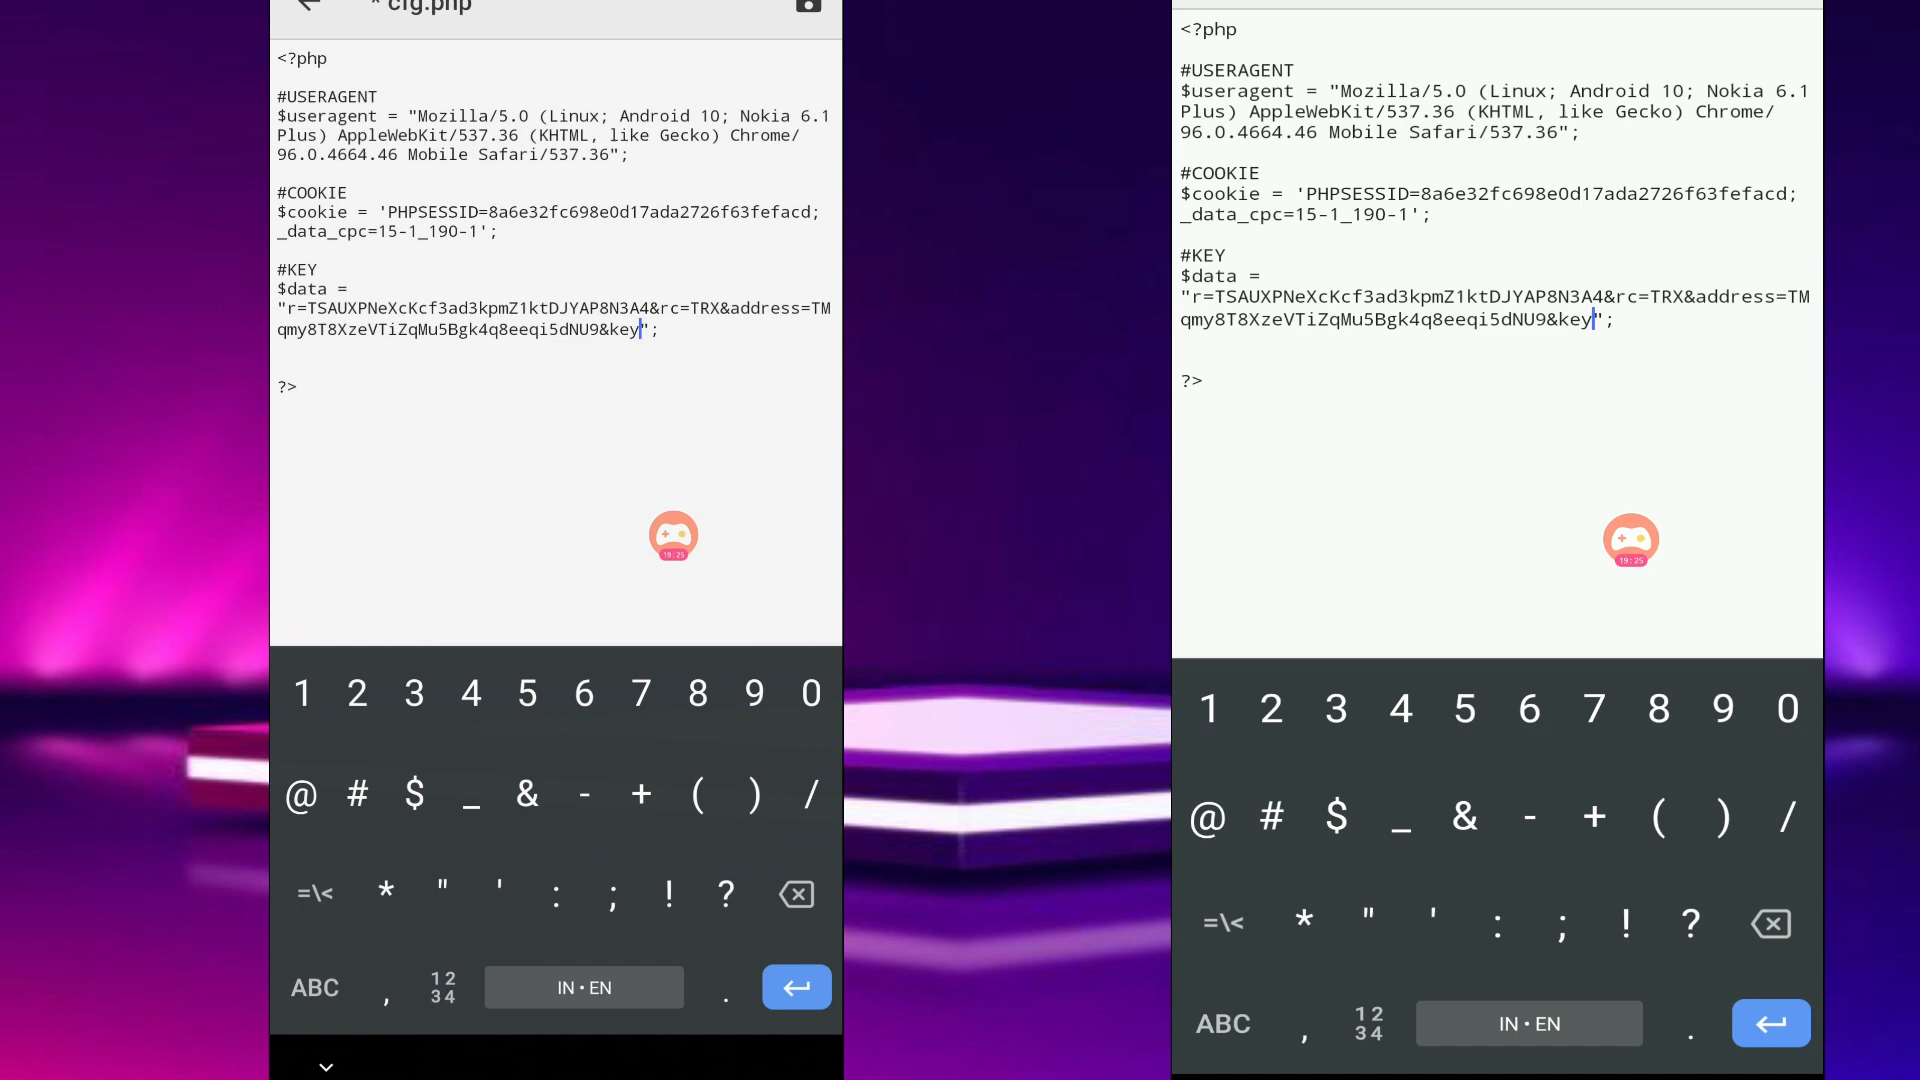 * cfg.php
<?php
#USERAGENT
$useragent = "Mozilla/5.0 (Linux; Android 10; Nokia 6.1
Plus) AppleWebKit/537.36 (KHTML, like Gecko) Chrome/
96.0.4664.46 Mobile Safari/537.36";
#COOKIE
$cookie = 'PHPSESSID=8a6e32fc698e0d17ada2726f63fefacd;
_data_cpc=15-1_190-1';
#KEY
$data =
"r=TSAUXPNeXcKcf3ad3kpmZ1ktDJYAP8N3A4&rc=TRX&address=TM
qmy8T8XzeVTiZqMu5Bgk4q8eeqi5dNU9&key";
?>
19:25
1 2 3 4 5 6 7 8 9 0
@ # $ _ & - + ( ) /
=\< * " ' : ; ! ?
ABC , 12 34 IN • EN .
<?php
#USERAGENT
$useragent = "Mozilla/5.0 (Linux; Android 10; Nokia 6.1
Plus) AppleWebKit/537.36 (KHTML, like Gecko) Chrome/
96.0.4664.46 Mobile Safari/537.36";
#COOKIE
$cookie = 'PHPSESSID=8a6e32fc698e0d17ada2726f63fefacd;
_data_cpc=15-1_190-1';
#KEY
$data =
"r=TSAUXPNeXcKcf3ad3kpmZ1ktDJYAP8N3A4&rc=TRX&address=TM
qmy8T8XzeVTiZqMu5Bgk4q8eeqi5dNU9&key";
?>
19:25
1 2 3 4 5 6 7 8 9 0
@ # $ _ & - + ( ) /
=\< * " ' : ; ! ?
ABC , 12 34 IN • EN .